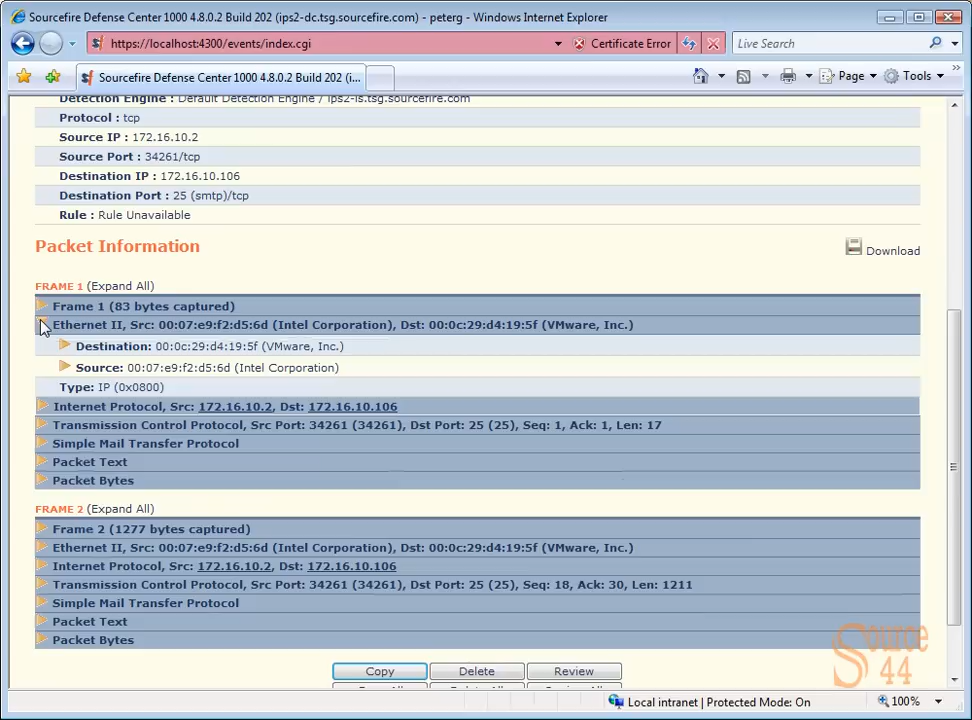 Sourcefire Defense Center 1000 4.8.0.2 Build 202 (ips2-dc.tsg.sourcefire.com) - peterg - Windows Internet Explorer
https://localhost:4300/events/index.cgi
Certificate Error
Live Search
Sourcefire Defense Center 1000 4.8.0.2 Build 202 (i...
Page
Tools
Detection Engine : Default Detection Engine / ips2-is.tsg.sourcefire.com
Protocol : tcp
Source IP : 172.16.10.2
Source Port : 34261/tcp
Destination IP : 172.16.10.106
Destination Port : 25 (smtp)/tcp
Rule : Rule Unavailable
Packet Information
Download
FRAME 1 (Expand All)
Frame 1 (83 bytes captured)
Ethernet II, Src: 00:07:e9:f2:d5:6d (Intel Corporation), Dst: 00:0c:29:d4:19:5f (VMware, Inc.)
Destination: 00:0c:29:d4:19:5f (VMware, Inc.)
Source: 00:07:e9:f2:d5:6d (Intel Corporation)
Type: IP (0x0800)
Internet Protocol, Src: 172.16.10.2, Dst: 172.16.10.106
Transmission Control Protocol, Src Port: 34261 (34261), Dst Port: 25 (25), Seq: 1, Ack: 1, Len: 17
Simple Mail Transfer Protocol
Packet Text
Packet Bytes
FRAME 2 (Expand All)
Frame 2 (1277 bytes captured)
Ethernet II, Src: 00:07:e9:f2:d5:6d (Intel Corporation), Dst: 00:0c:29:d4:19:5f (VMware, Inc.)
Internet Protocol, Src: 172.16.10.2, Dst: 172.16.10.106
Transmission Control Protocol, Src Port: 34261 (34261), Dst Port: 25 (25), Seq: 18, Ack: 30, Len: 1211
Simple Mail Transfer Protocol
Packet Text
Packet Bytes
Copy
Delete
Review
Source
44
Local intranet | Protected Mode: On
100%